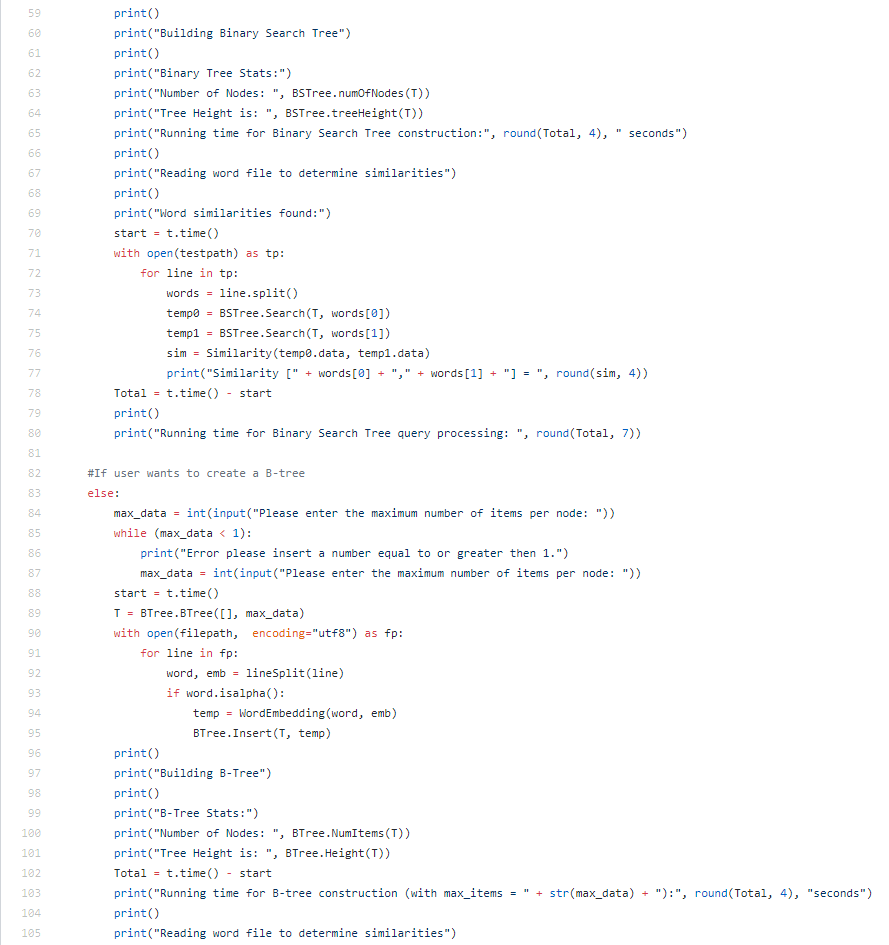 59 print()
60 print("Building Binary Search Tree")
61 print()
62 print("Binary Tree Stats:")
63 print("Number of Nodes: ", BSTree.numOfNodes(T))
64 print("Tree Height is: ", BSTree.treeHeight(T))
65 print("Running time for Binary Search Tree construction:", round(Total, 4), " seconds")
66 print()
67 print("Reading word file to determine similarities")
68 print()
69 print("Word similarities found:")
70 start = t.time()
71 with open(testpath) as tp:
72 for line in tp:
73 words = line.split()
74 temp0 = BSTree.Search(T, words[0])
75 temp1 = BSTree.Search(T, words[1])
76 sim = Similarity(temp0.data, temp1.data)
77 print("Similarity [" + words[0] + "," + words[1] + "] = ", round(sim, 4))
78 Total = t.time() - start
79 print()
80 print("Running time for Binary Search Tree query processing: ", round(Total, 7))
81
82 #If user wants to create a B-tree
83 else:
84 max_data = int(input("Please enter the maximum number of items per node: "))
85 while (max_data < 1):
86 print("Error please insert a number equal to or greater then 1.")
87 max_data = int(input("Please enter the maximum number of items per node: "))
88 start = t.time()
89 T = BTree.BTree([], max_data)
90 with open(filepath, encoding="utf8") as fp:
91 for line in fp:
92 word, emb = lineSplit(line)
93 if word.isalpha():
94 temp = WordEmbedding(word, emb)
95 BTree.Insert(T, temp)
96 print()
97 print("Building B-Tree")
98 print()
99 print("B-Tree Stats:")
100 print("Number of Nodes: ", BTree.NumItems(T))
101 print("Tree Height is: ", BTree.Height(T))
102 Total = t.time() - start
103 print("Running time for B-tree construction (with max_items = " + str(max_data) + "):", round(Total, 4), "seconds")
104 print()
105 print("Reading word file to determine similarities")